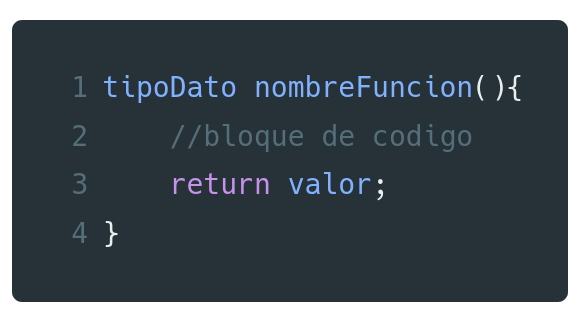 1 tipoDato nombreFuncion(){
2     //bloque de codigo
3     return valor;
4 }